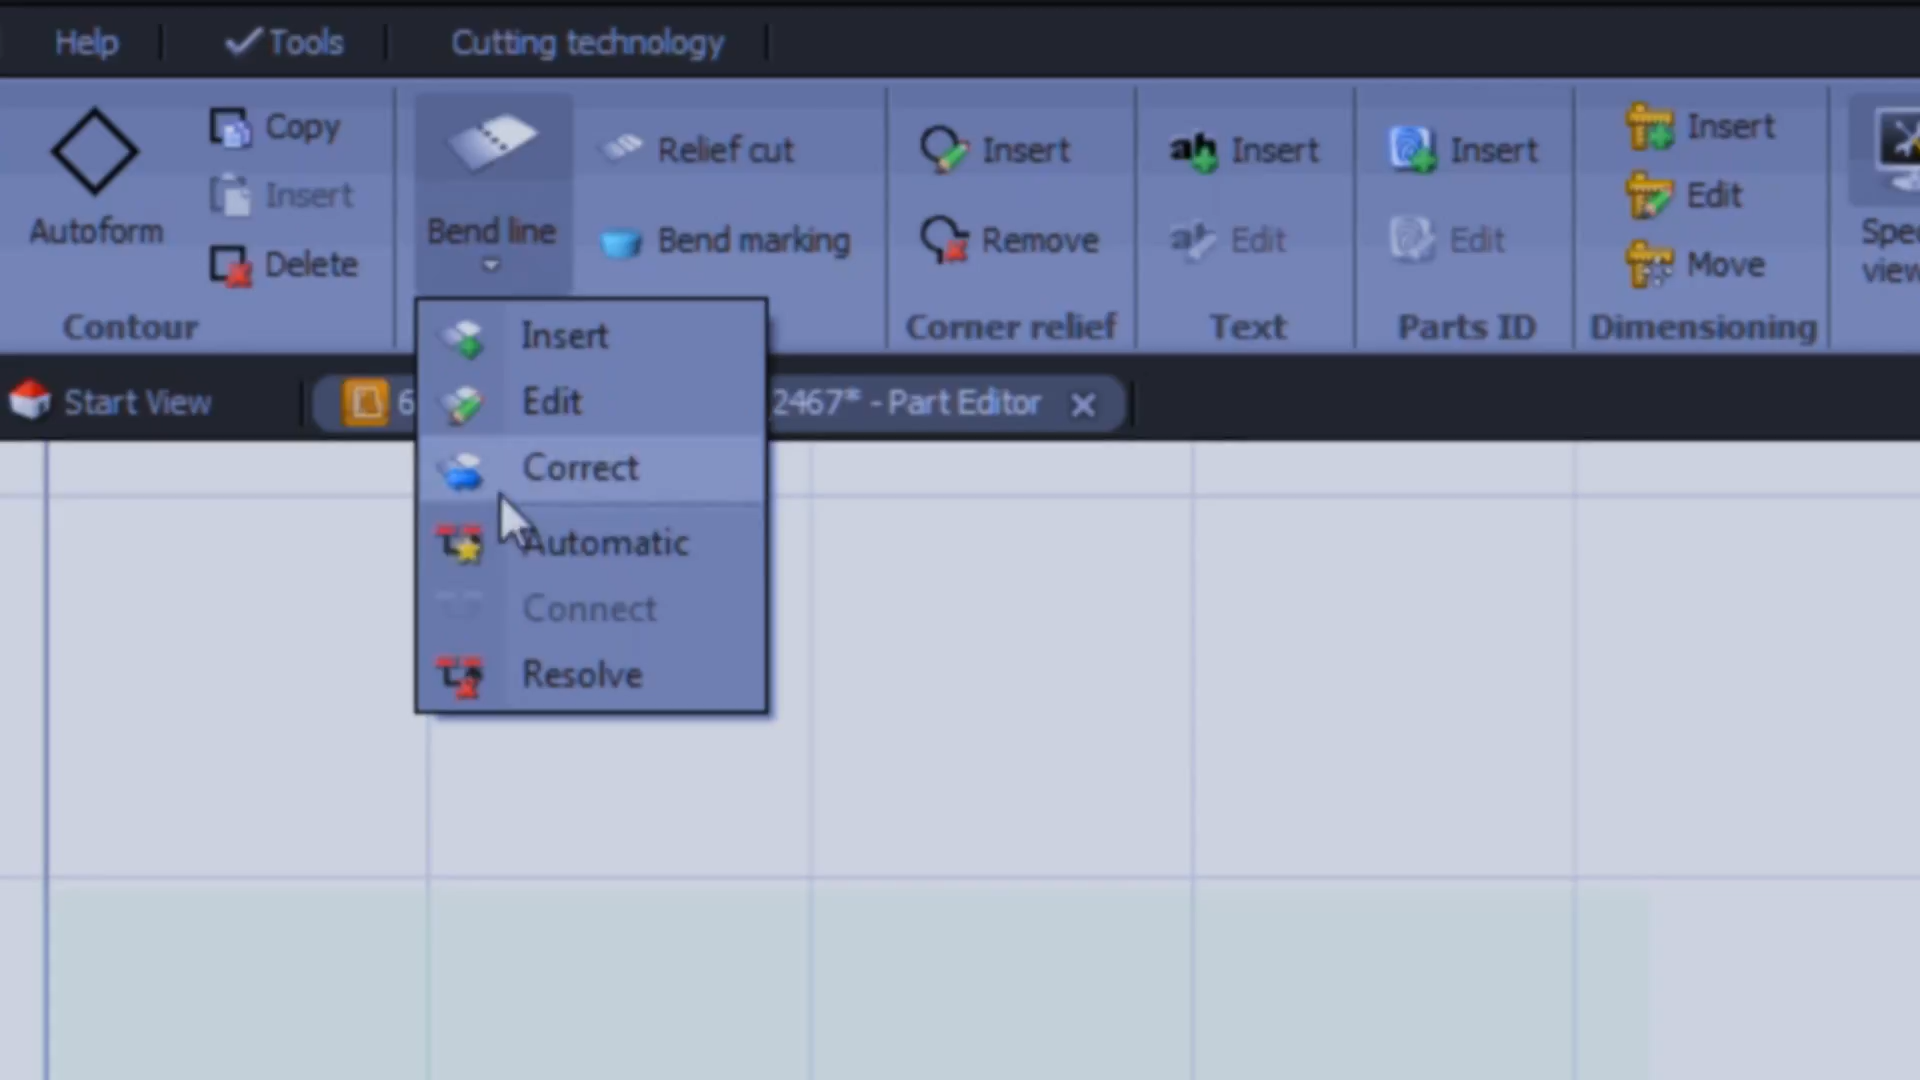 Help
Tools
Cutting technology
Autoform
Copy
Insert
Delete
Contour
Bend line
Relief cut
Bend marking
Insert
Remove
Corner relief
Insert
Edit
Text
Insert
Edit
Parts ID
Insert
Edit
Move
Dimensioning
view
Start View
6
2467* - Part Editor
Insert
Edit
Correct
Automatic
Connect
Resolve